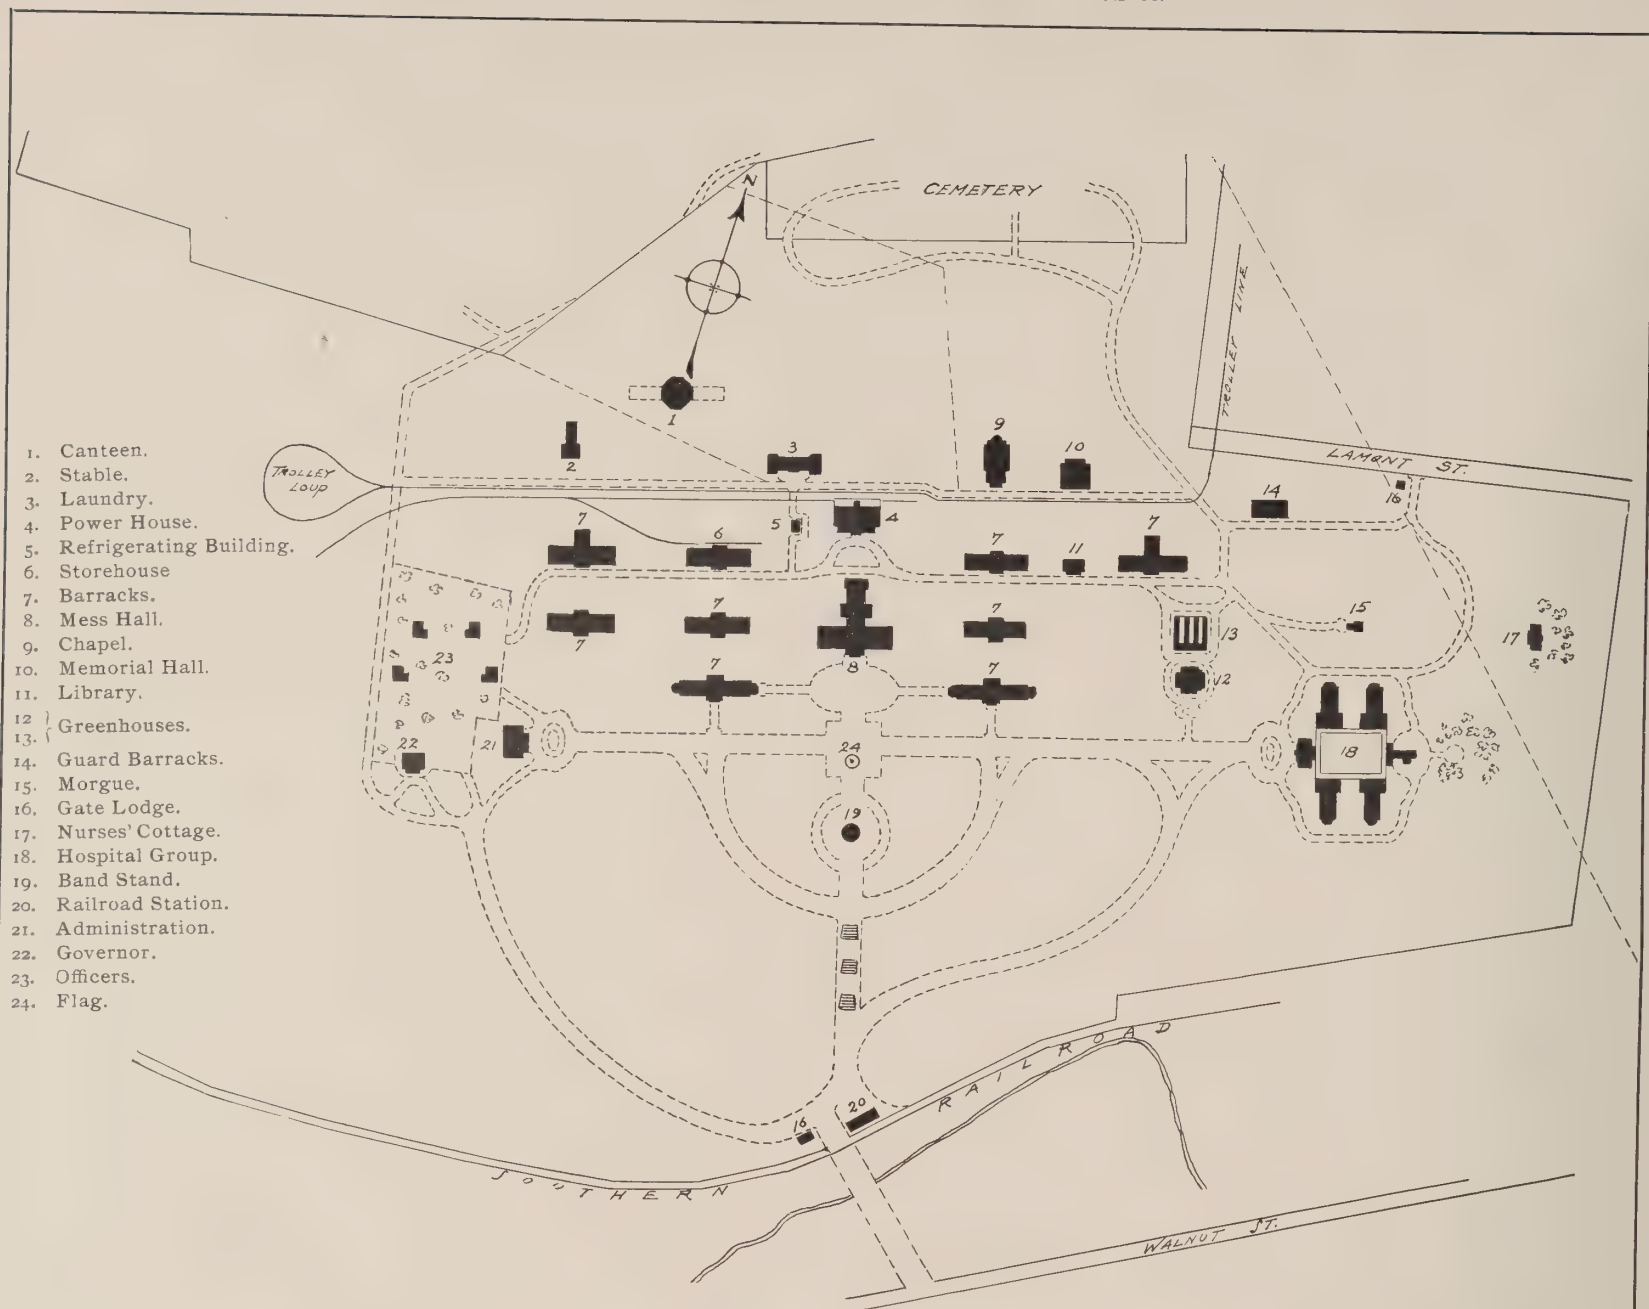 N
CEMETERY
TROLLEY LINE
1
9
3
10
2
LAMONT ST.
16
14
TROLLEY
LOUP
1. Canteen.
2. Stable.
3. Laundry.
4. Power House.
5. Refrigerating Building.
6. Storehouse
7. Barracks.
8. Mess Hall.
9. Chapel.
10. Memorial Hall.
11. Library.
12
13. } Greenhouses.
14. Guard Barracks.
15. Morgue.
16. Gate Lodge.
17. Nurses' Cottage.
18. Hospital Group.
19. Band Stand.
20. Railroad Station.
21. Administration.
22. Governor.
23. Officers.
24. Flag.
7
6
5
4
7
11
7
7
7
8
7
13
15
17
7
7
12
23
22
21
24
18
19
20
16
SOUTHERN RAILROAD
WALNUT ST.